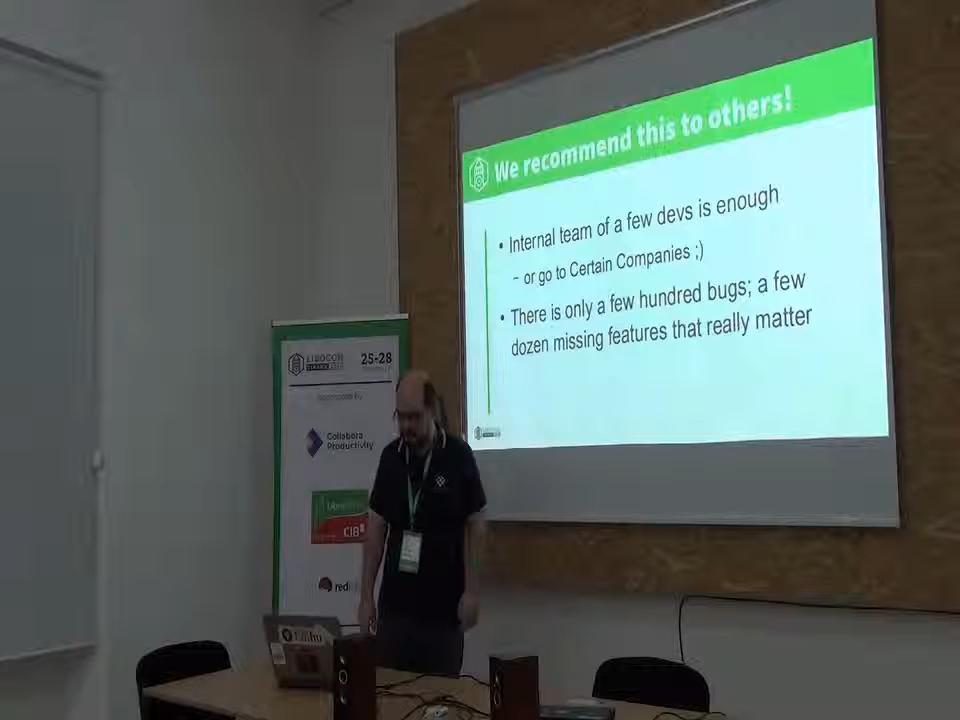 We recommend this to others!
• Internal team of a few devs is enough
– or go to Certain Companies ;)
• There is only a few hundred bugs; a few
dozen missing features that really matter
LIBOCON
25-28
Collabora
Productivity
CIB
red